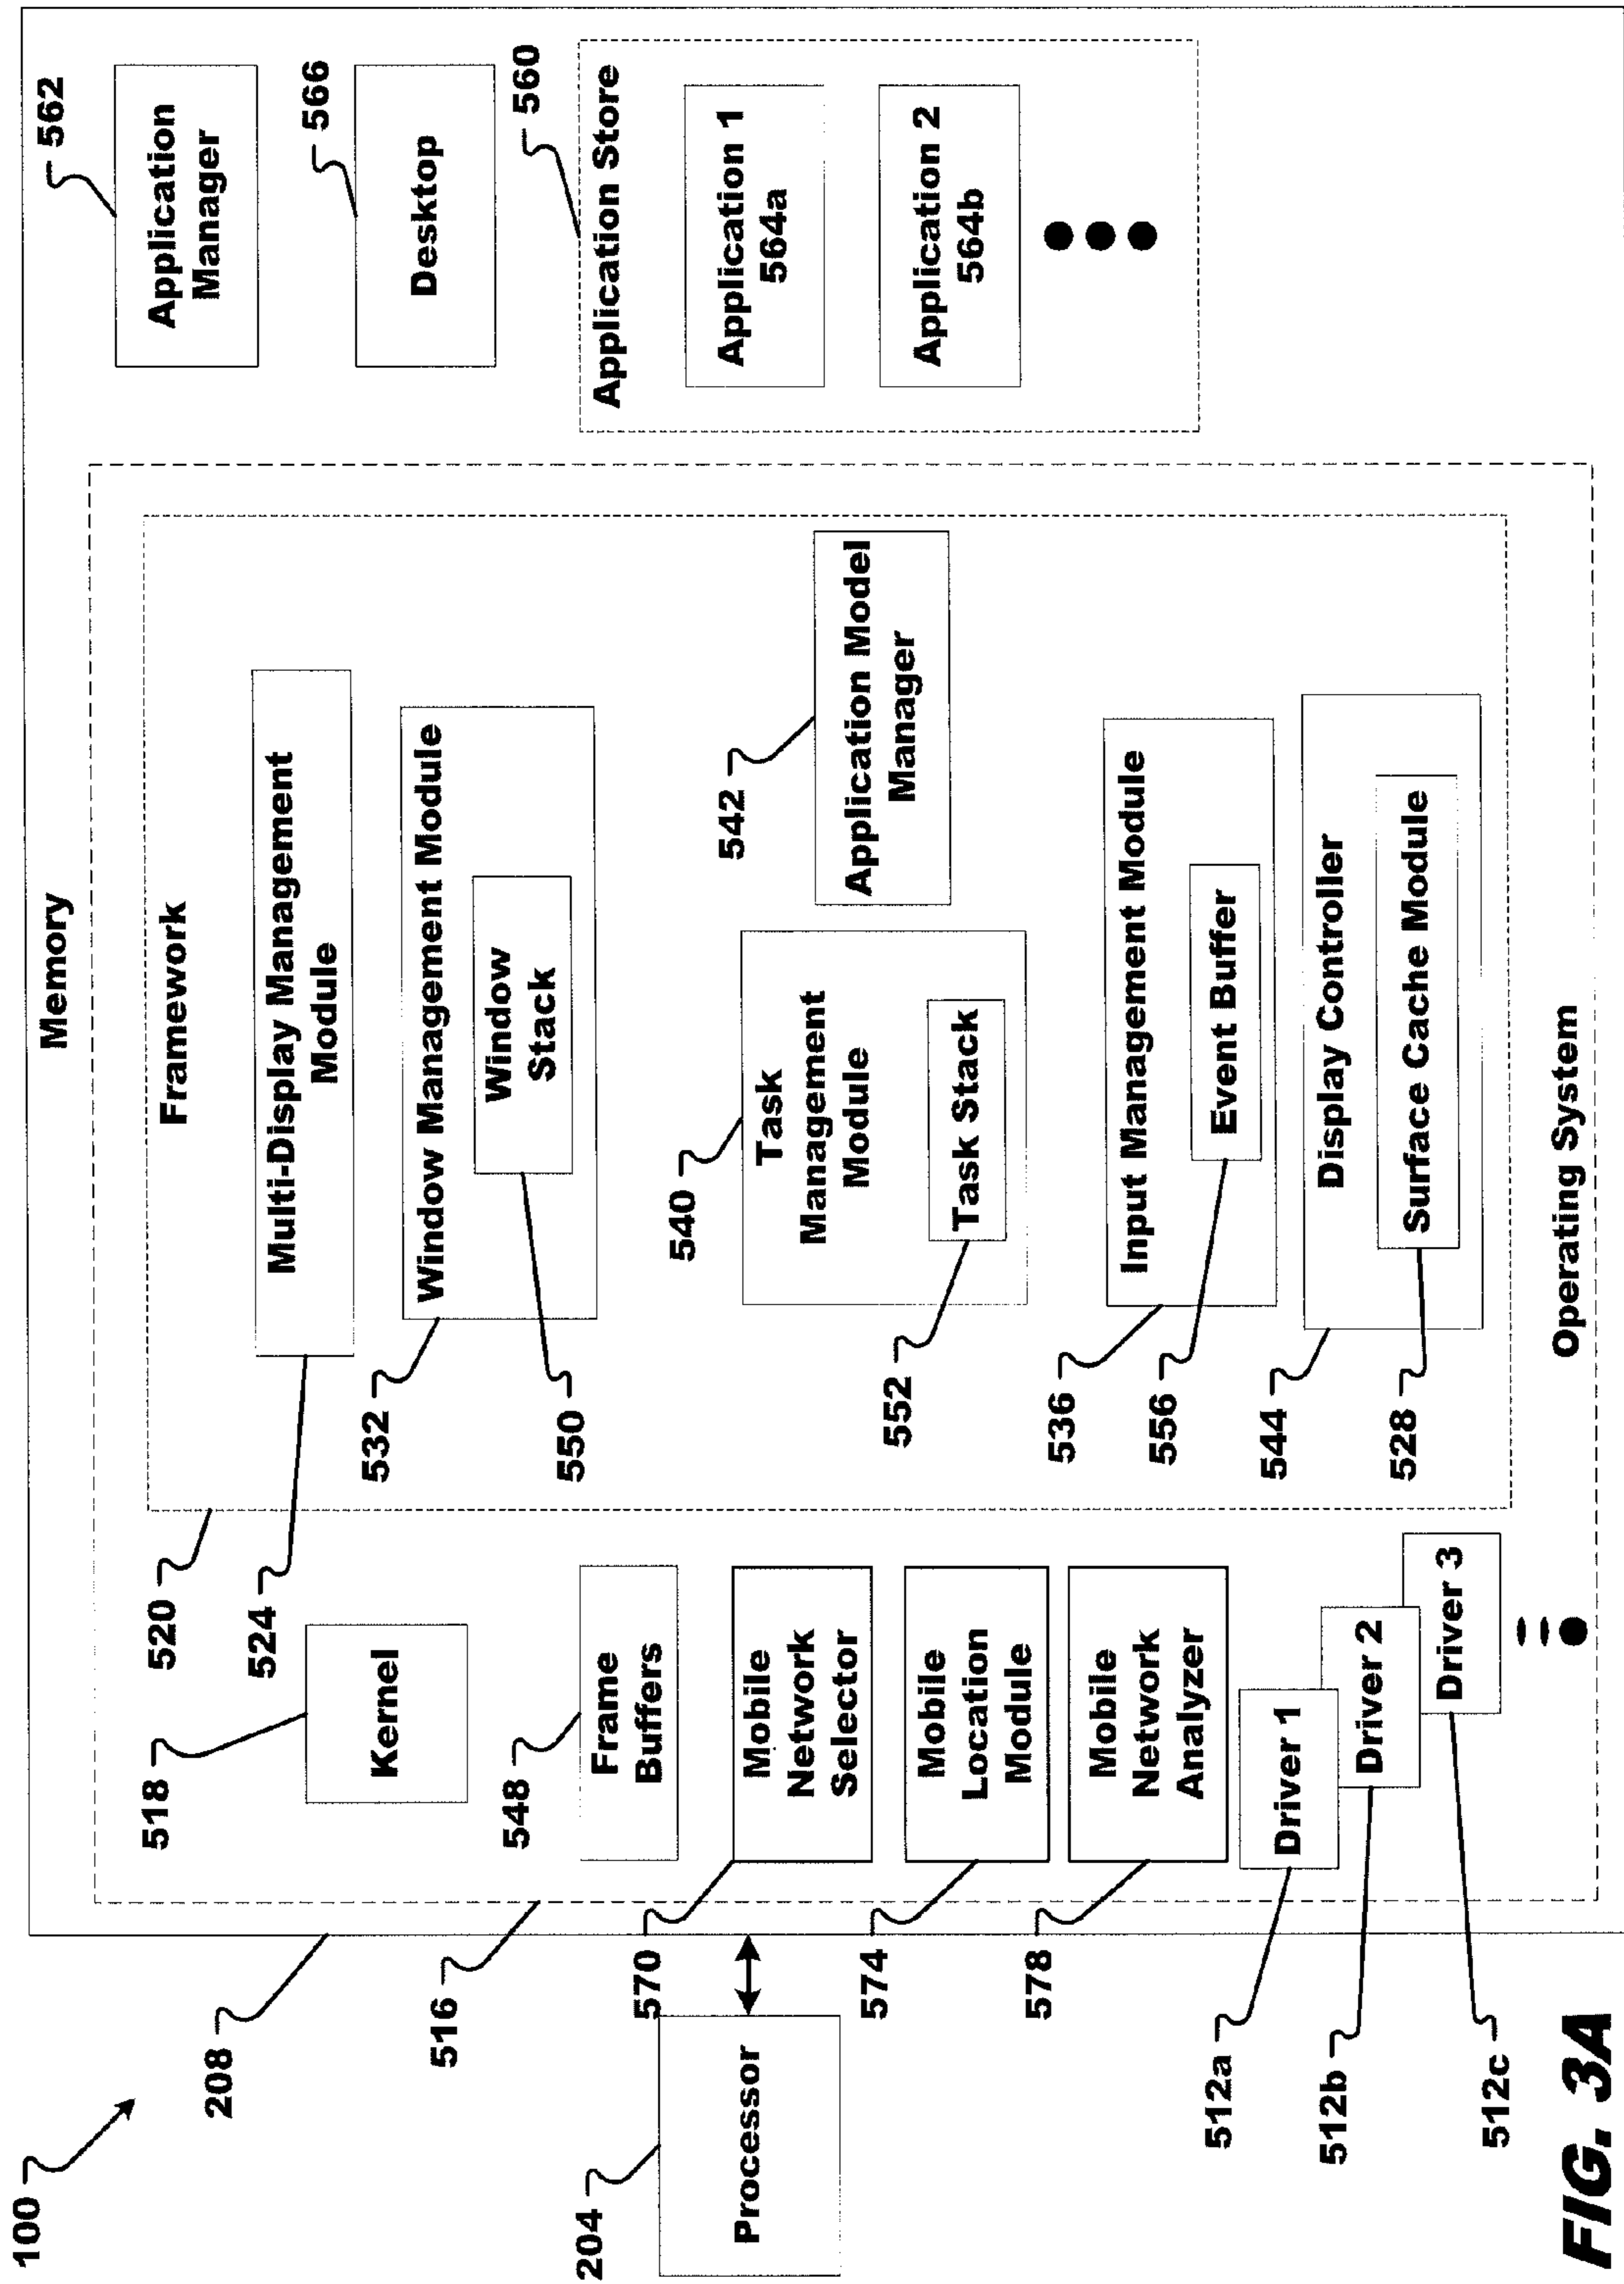 100
208
Memory
516
Operating System
520
Framework
524
Multi-Display Management
Module
532
Window Management Module
550
Window
Stack
540
Task
Management
Module
552
Task Stack
542
Application Model
Manager
536
Input Management Module
556
Event Buffer
544
Display Controller
528
Surface Cache Module
518
Kernel
548
Frame
Buffers
570
Mobile
Network
Selector
574
Mobile
Location
Module
578
Mobile
Network
Analyzer
512a
Driver 1
512b
Driver 2
512c
Driver 3
204
Processor
562
Application
Manager
566
Desktop
560
Application Store
Application 1
564a
Application 2
564b
FIG. 3A